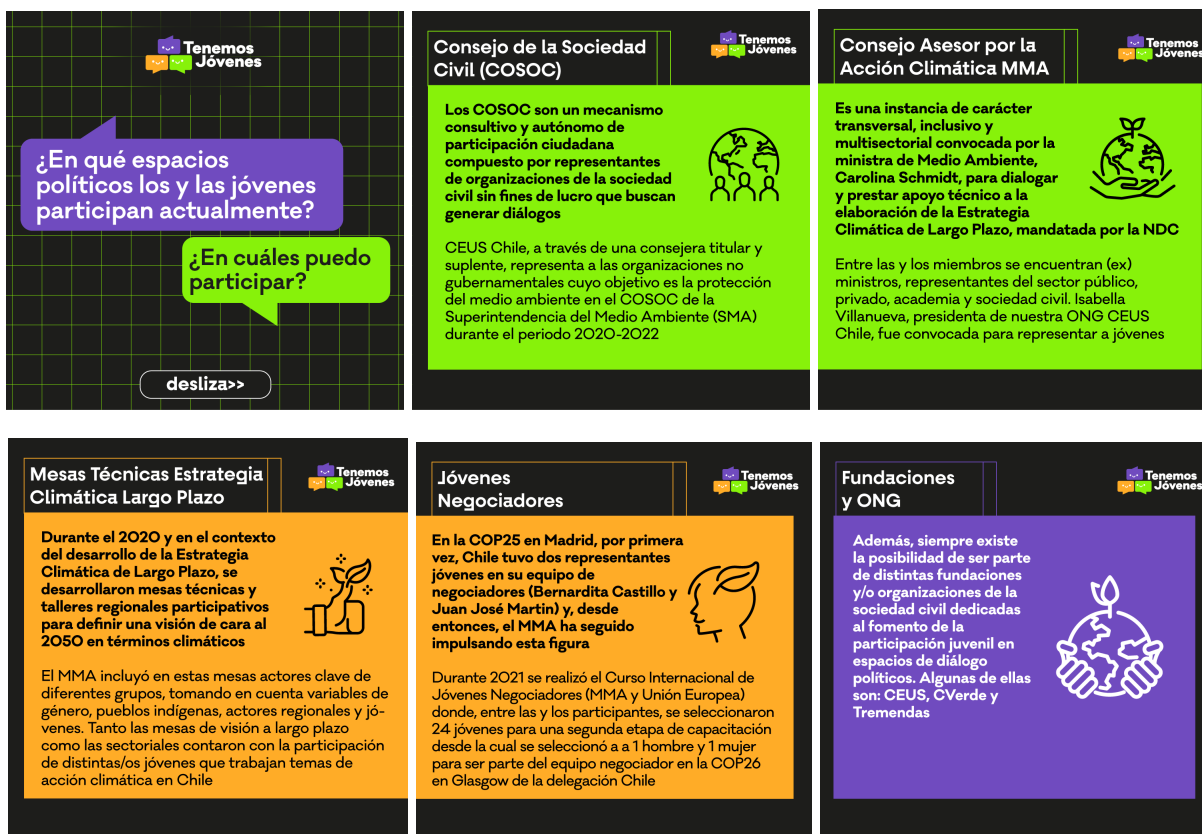 Tenemos
Jóvenes
¿En qué espacios
políticos los y las jóvenes
participan actualmente?
¿En cuáles puedo
participar?
desliza>>
Consejo de la Sociedad
Civil (COSOC)
Tenemos
Jóvenes
Los COSOC son un mecanismo
consultivo y autónomo de
participación ciudadana
compuesto por representantes
de organizaciones de la sociedad
civil sin fines de lucro que buscan
generar diálogos
CEUS Chile, a través de una consejera titular y
suplente, representa a las organizaciones no
gubernamentales cuyo objetivo es la protección
del medio ambiente en el COSOC de la
Superintendencia del Medio Ambiente (SMA)
durante el periodo 2020-2022
Consejo Asesor por la
Acción Climática MMA
Tenemos
Jóvenes
Es una instancia de carácter
transversal, inclusivo y
multisectorial convocada por la
ministra de Medio Ambiente,
Carolina Schmidt, para dialogar
y prestar apoyo técnico a la
elaboración de la Estrategia
Climática de Largo Plazo, mandatada por la NDC
Entre las y los miembros se encuentran (ex)
ministros, representantes del sector público,
privado, academia y sociedad civil. Isabella
Villanueva, presidenta de nuestra ONG CEUS
Chile, fue convocada para representar a jóvenes
Mesas Técnicas Estrategia
Climática Largo Plazo
Tenemos
Jóvenes
Durante el 2020 y en el contexto
del desarrollo de la Estrategia
Climática de Largo Plazo, se
desarrollaron mesas técnicas y
talleres regionales participativos
para definir una visión de cara al
2050 en términos climáticos
El MMA incluyó en estas mesas actores clave de
diferentes grupos, tomando en cuenta variables de
género, pueblos indígenas, actores regionales y jó-
venes. Tanto las mesas de visión a largo plazo
como las sectoriales contaron con la participación
de distintas/os jóvenes que trabajan temas de
acción climática en Chile
Jóvenes
Negociadores
Tenemos
Jóvenes
En la COP25 en Madrid, por primera
vez, Chile tuvo dos representantes
jóvenes en su equipo de
negociadores (Bernardita Castillo y
Juan José Martin) y, desde
entonces, el MMA ha seguido
impulsando esta figura
Durante 2021 se realizó el Curso Internacional de
Jóvenes Negociadores (MMA y Unión Europea)
donde, entre las y los participantes, se seleccionaron
24 jóvenes para una segunda etapa de capacitación
desde la cual se seleccionó a a 1 hombre y 1 mujer
para ser parte del equipo negociador en la COP26
en Glasgow de la delegación Chile
Fundaciones
y ONG
Tenemos
Jóvenes
Además, siempre existe
la posibilidad de ser parte
de distintas fundaciones
y/o organizaciones de la
sociedad civil dedicadas
al fomento de la
participación juvenil en
espacios de diálogo
políticos. Algunas de ellas
son: CEUS, CVerde y
Tremendas